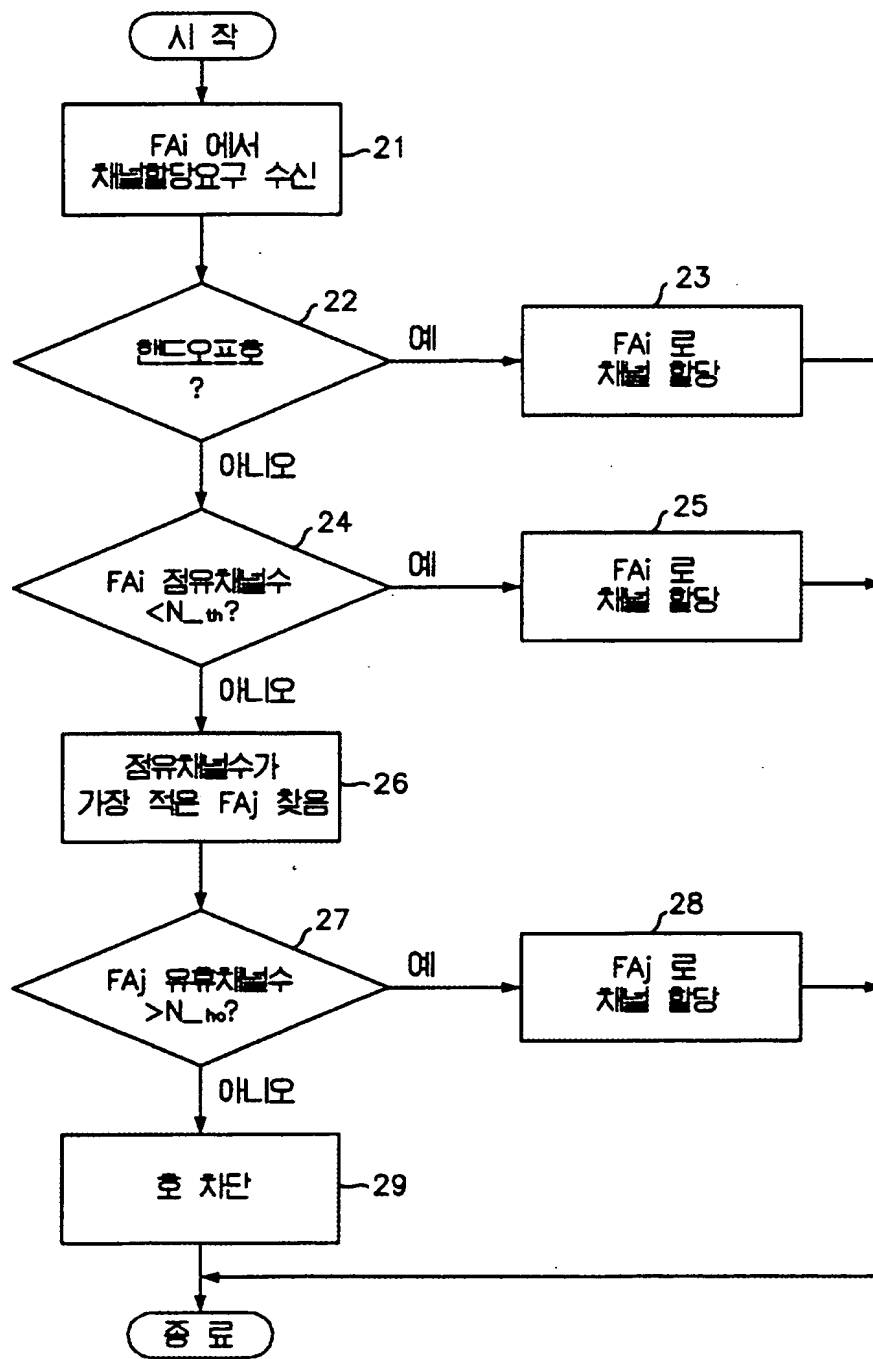 시 작
FAi 에서
채널할당요구 수신
21
22
핸드오프호
?
예
23
FAi 로
채널 할당
아니오
24
FAi 점유채널수
<N_th?
예
25
FAi 로
채널 할당
아니오
점유채널수가
가장 적은 FAj 찾음
26
27
FAj 유휴채널수
>N_ho?
예
28
FAj 로
채널 할당
아니오
호 차단
29
종 료